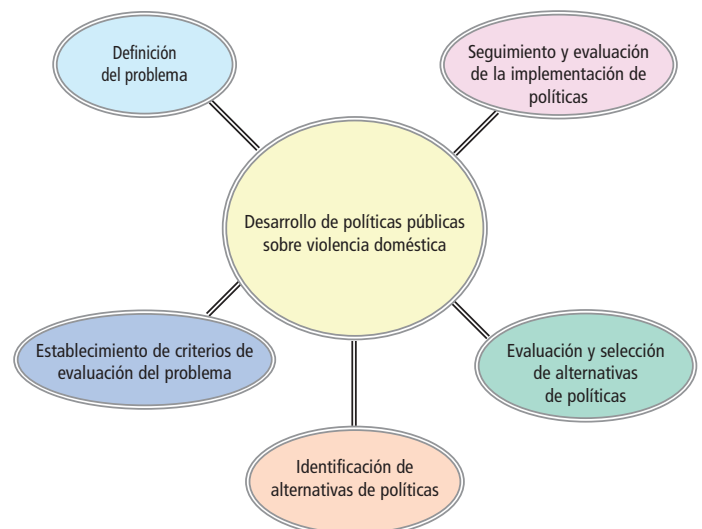 Definición
del problema
Seguimiento y evaluación
de la implementación de
políticas
Desarrollo de políticas públicas
sobre violencia doméstica
Establecimiento de criterios de
evaluación del problema
Evaluación y selección
de alternativas
de políticas
Identificación de
alternativas de políticas